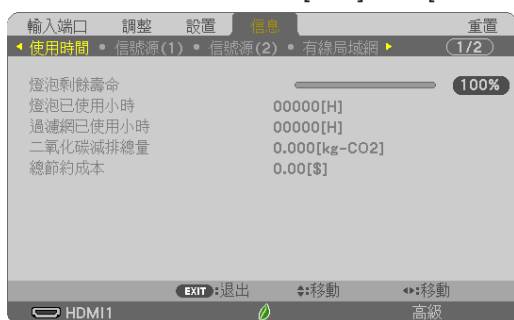 輸入端口 調整 設置 信息 重置
使用時間 • 信號源(1) • 信號源(2) • 有線局域網 1/2
燈泡剩餘壽命 100%
燈泡已使用小時 00000[H]
過濾網已使用小時 00000[H]
二氧化碳減排總量 0.000[kg-CO2]
總節約成本 0.00[$]
EXIT:退出 :移動 :移動
HDMI1 高級